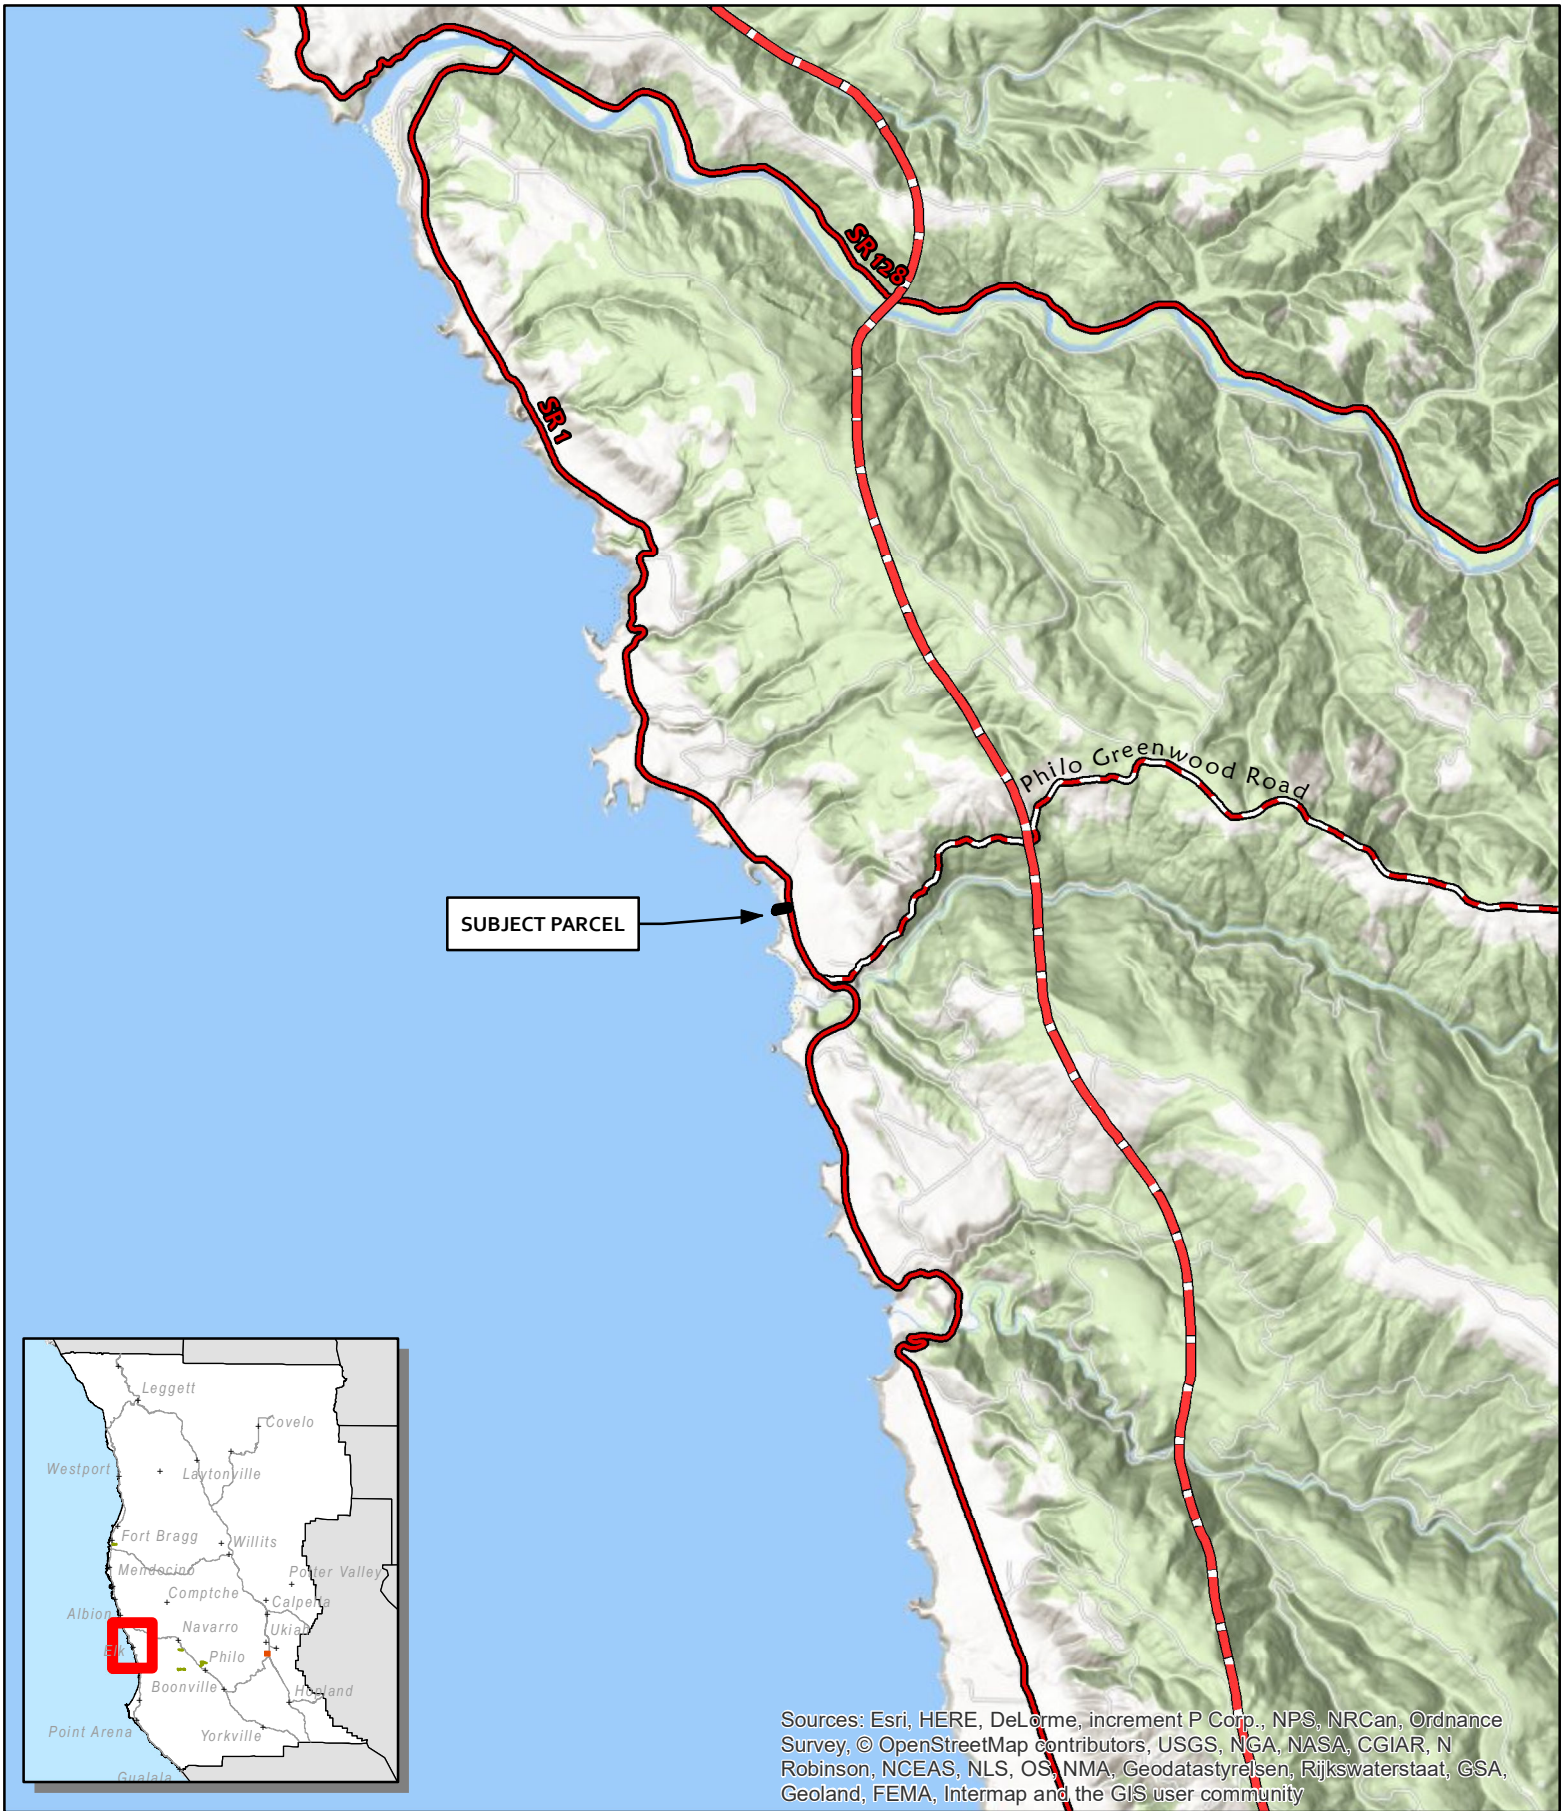 SR 128
SR 1
Philo Greenwood Road
SUBJECT PARCEL
Leggett
Covelo
Westport
Laytonville
Fort Bragg
Willits
Mendocino
Potter Valley
Comptche
Calpella
Albion
Navarro
Ukiah
Elk
Philo
Boonville
Hopland
Point Arena
Yorkville
Gualala
Sources: Esri, HERE, DeLorme, increment P Corp., NPS, NRCan, Ordnance
Survey, © OpenStreetMap contributors, USGS, NGA, NASA, CGIAR, N
Robinson, NCEAS, NLS, OS, NMA, Geodatastyrelsen, Rijkswaterstaat, GSA,
Geoland, FEMA, Intermap and the GIS user community